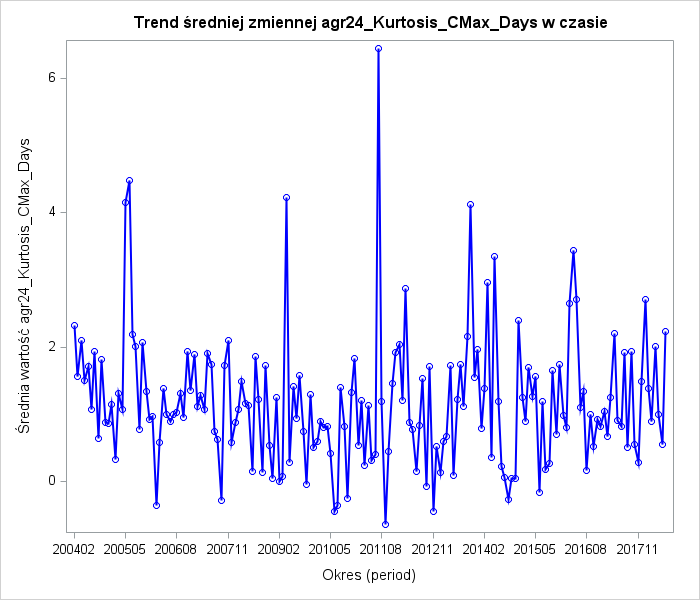 Trend średniej zmiennej agr24_Kurtosis_CMax_Days w czasie
Średnia wartość agr24_Kurtosis_CMax_Days
6
4
2
0
200402 200505 200608 200711 200902 201005 201108 201211 201402 201505 201608 201711
Okres (period)